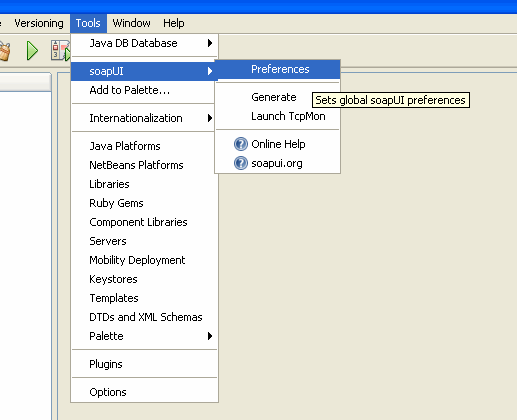 Versioning Tools Window Help
Java DB Database
soapUI
Preferences
Add to Palette...
Generate
Sets global soapUI preferences
Internationalization
Launch TcpMon
Java Platforms
Online Help
NetBeans Platforms
soapui.org
Libraries
Ruby Gems
Component Libraries
Servers
Mobility Deployment
Keystores
Templates
DTDs and XML Schemas
Palette
Plugins
Options